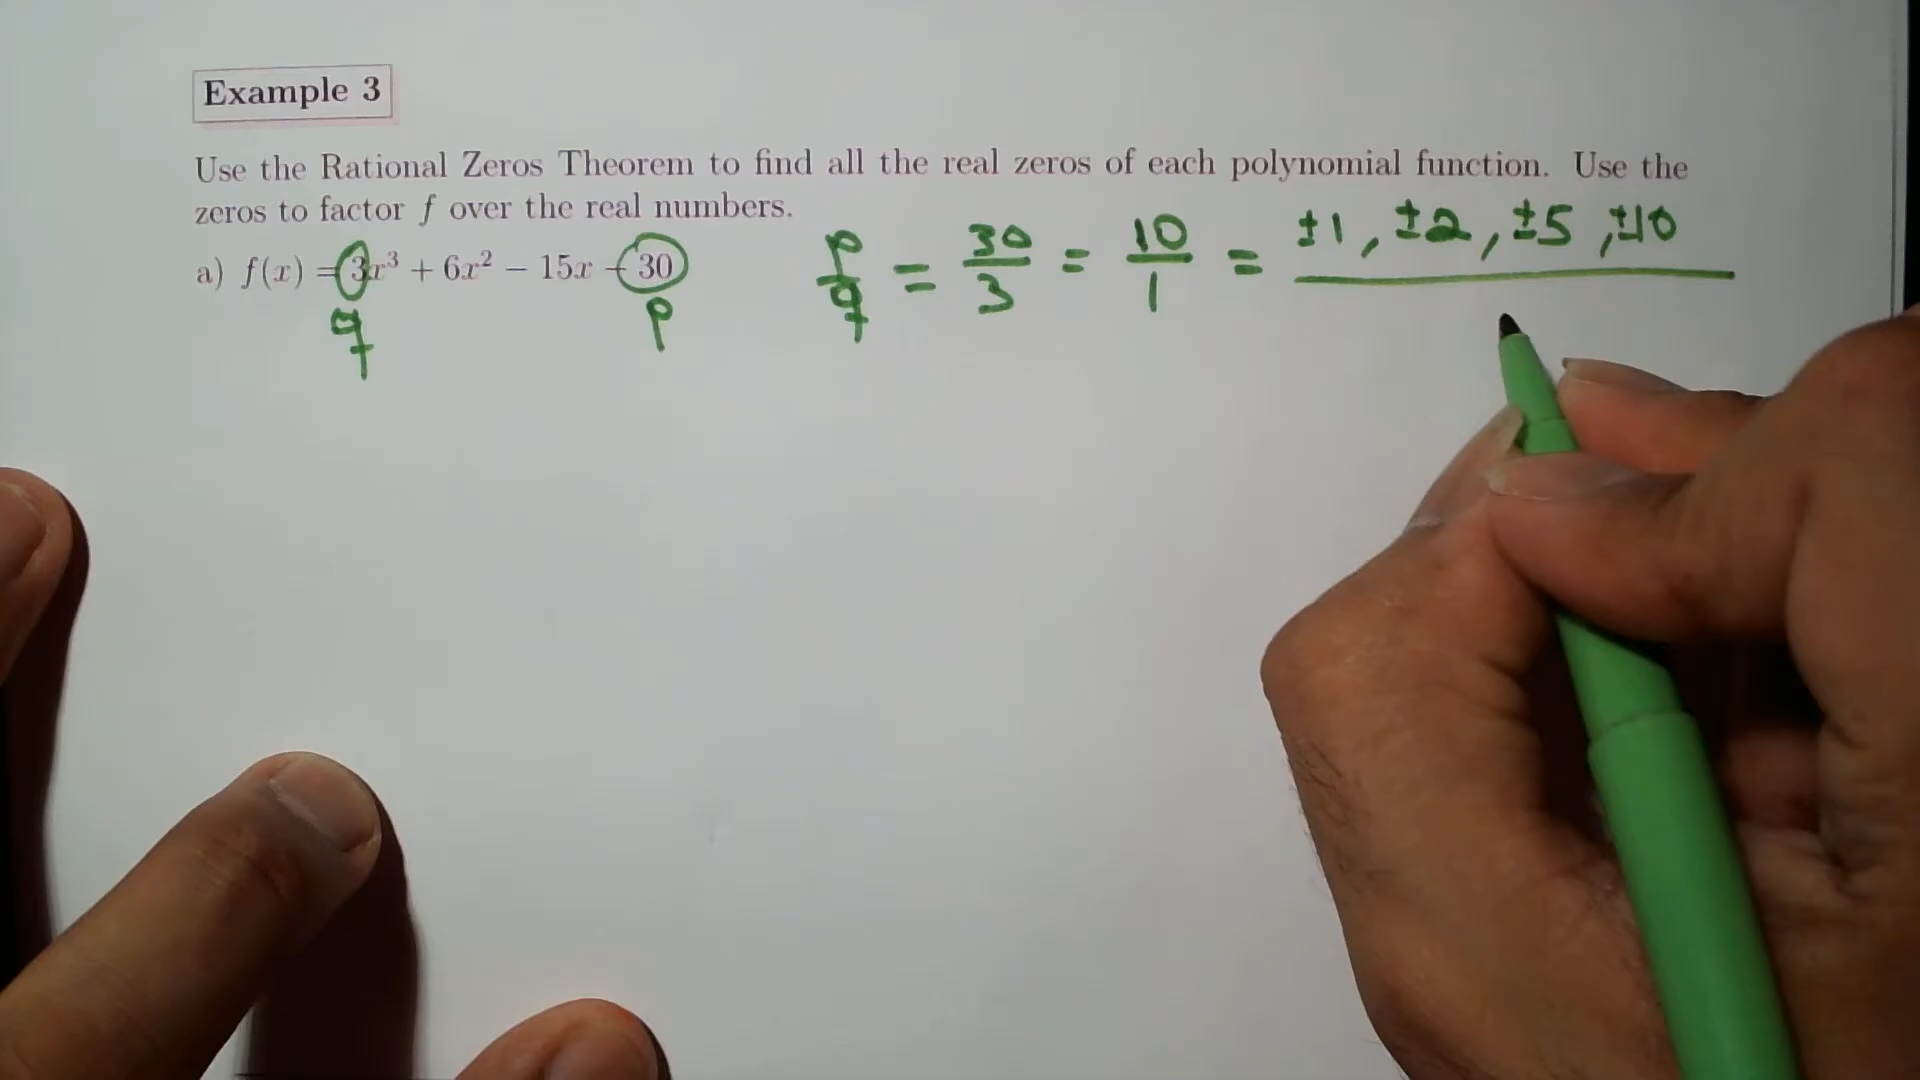 Example 3
Use the Rational Zeros Theorem to find all the real zeros of each polynomial function. Use the
zeros to factor f over the real numbers.
a) f(x) = 3x³ + 6x² − 15x − 30
q
p
p/q = 30/3 = 10/1 = ±1, ±2, ±5, ±10